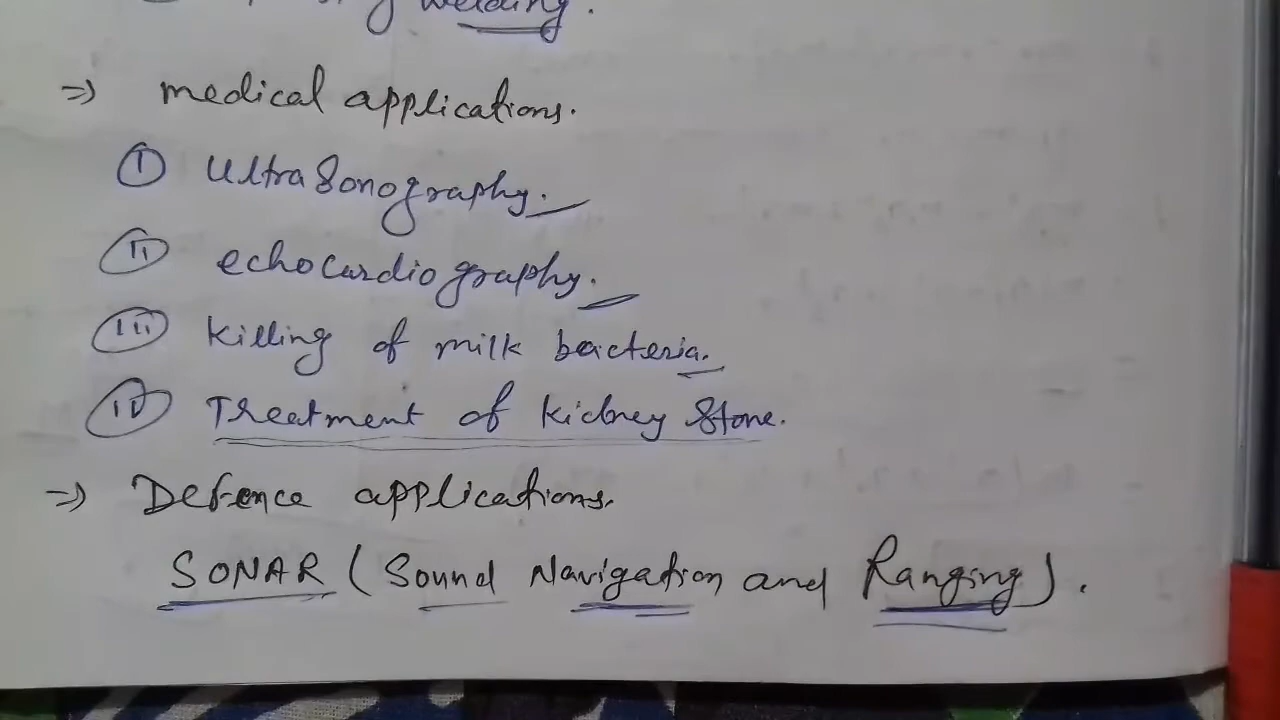 welding.
=> medical applications.
(I) Ultrasonography.
(II) echocardiography.
(III) Killing of milk bacteria.
(IV) Treatment of Kidney Stone.
=> Defence applications.
SONAR (Sound Navigation and Ranging).